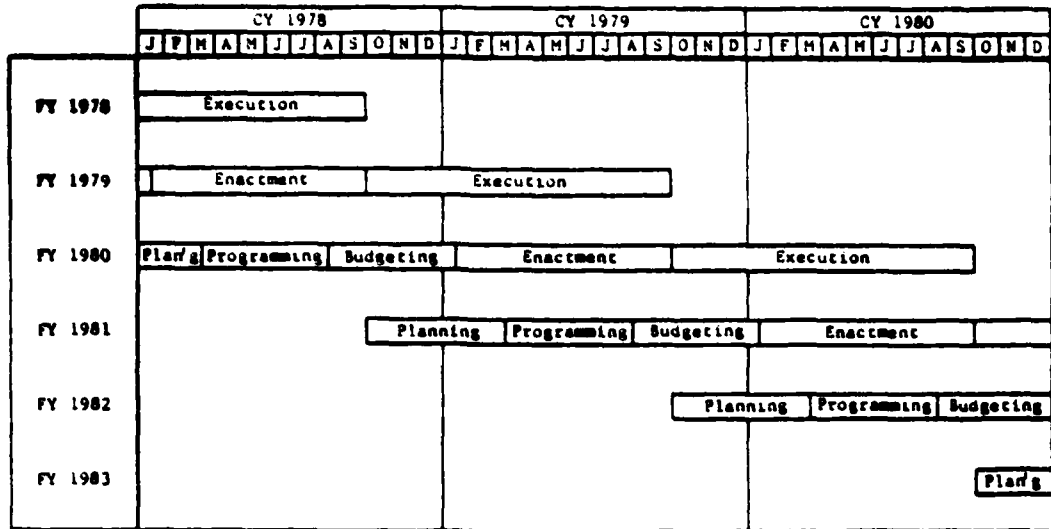 CY 1978 CY 1979 CY 1980
J F M A M J J A S O N D J F M A M J J A S O N D J F M A M J J A S O N D
FY 1978 Execution
FY 1979 Enactment Execution
FY 1980 Plan'g Programming Budgeting Enactment Execution
FY 1981 Planning Programming Budgeting Enactment
FY 1982 Planning Programming Budgeting
FY 1983 Plan'g